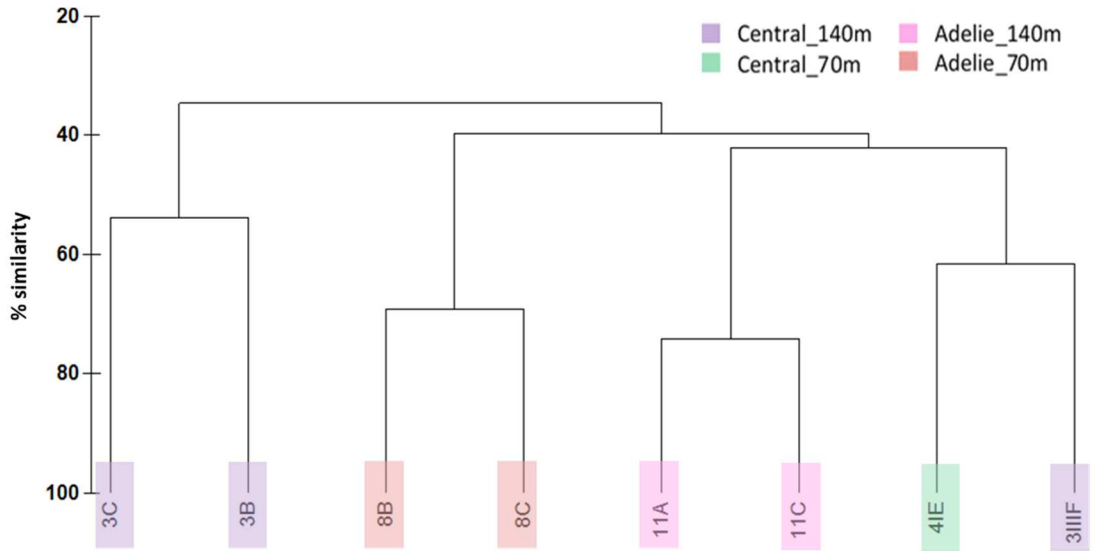 20
40
60
80
100
% similarity
Central_140m
Adelie_140m
Central_70m
Adelie_70m
3C
3B
8B
8C
11A
11C
4IE
3IIIF